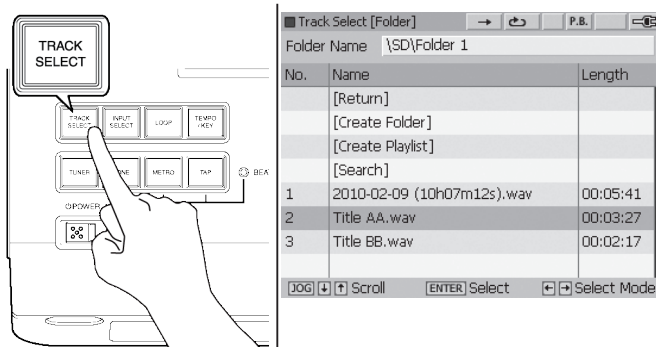 TRACK
SELECT
TRACK
SELECT
INPUT
SELECT
LOOP
TEMPO
/KEY
TUNER
METRO
TAP
BEA
POWER
Track Select [Folder]
P.B.
Folder Name \SD\Folder 1
No. Name Length
[Return]
[Create Folder]
[Create Playlist]
[Search]
1 2010-02-09 (10h07m12s).wav 00:05:41
2 Title AA.wav 00:03:27
3 Title BB.wav 00:02:17
JOG ↓ ↑ Scroll ENTER Select ← → Select Mode